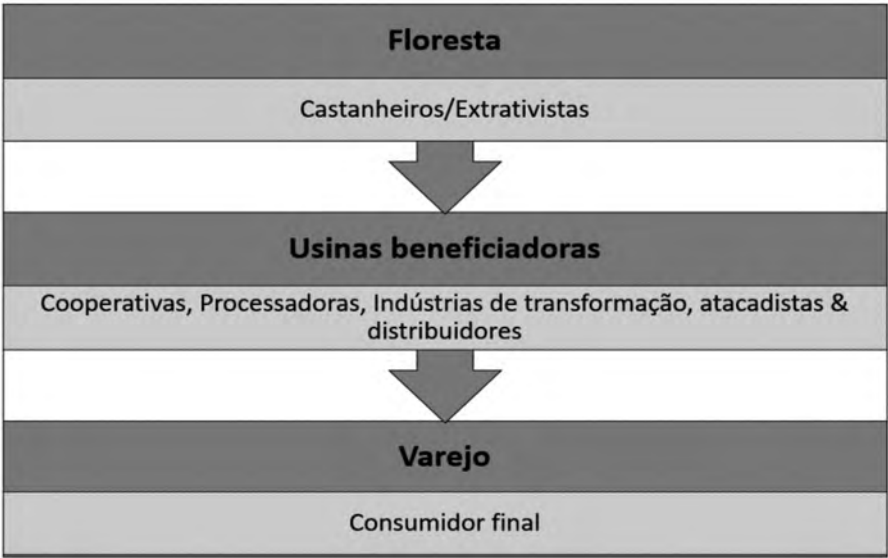 Floresta
Castanheiros/Extrativistas
Usinas beneficiadoras
Cooperativas, Processadoras, Indústrias de transformação, atacadistas &
distribuidores
Varejo
Consumidor final